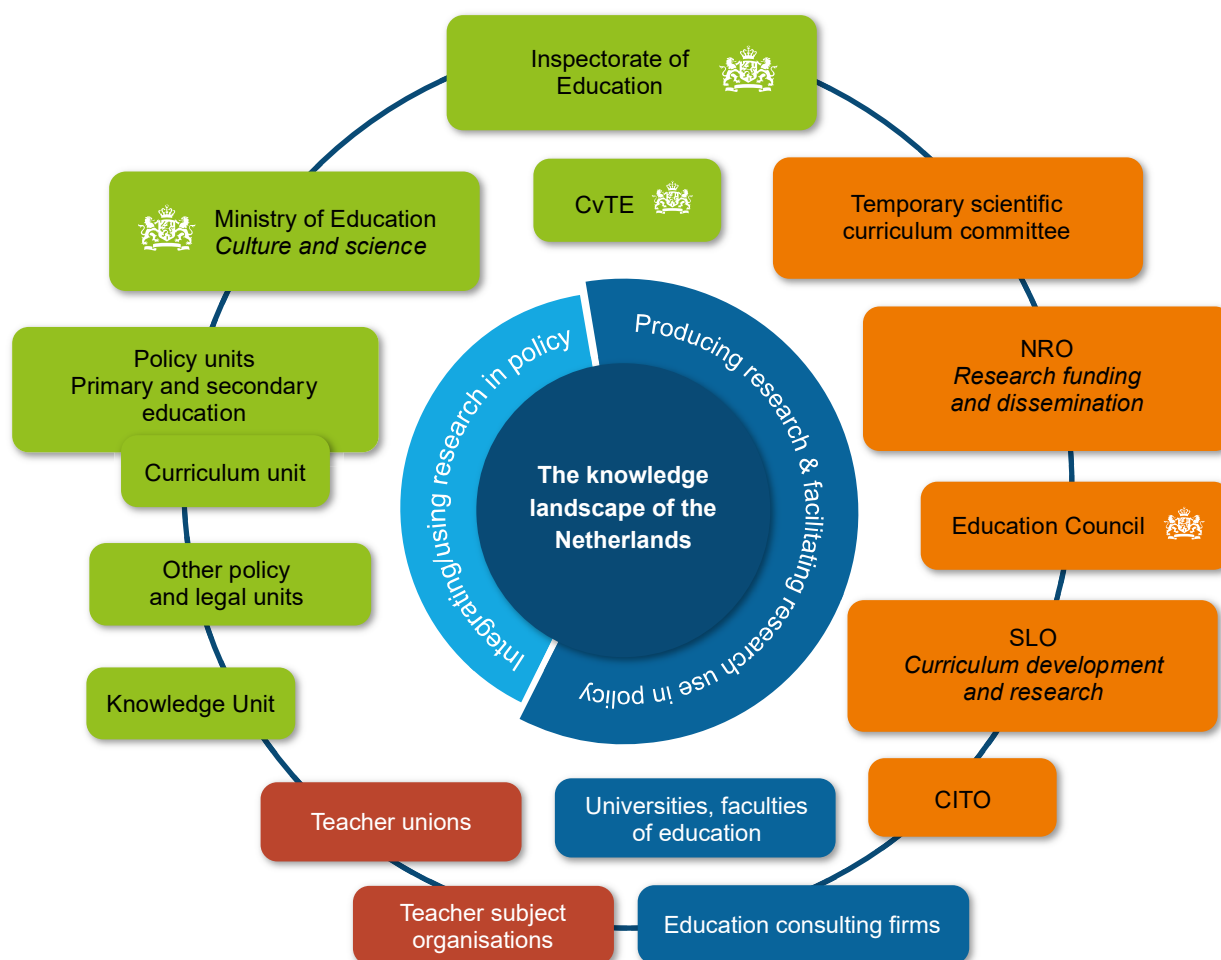 Inspectorate of
Education
CvTE
Ministry of Education
Culture and science
Temporary scientific
curriculum committee
Policy units
Primary and secondary
education
Curriculum unit
NRO
Research funding
and dissemination
Integrating/using research in policy
Producing research & facilitating research use in policy
The knowledge
landscape of the
Netherlands
Education Council
Other policy
and legal units
SLO
Curriculum development
and research
Knowledge Unit
CITO
Teacher unions
Universities, faculties
of education
Teacher subject
organisations
Education consulting firms